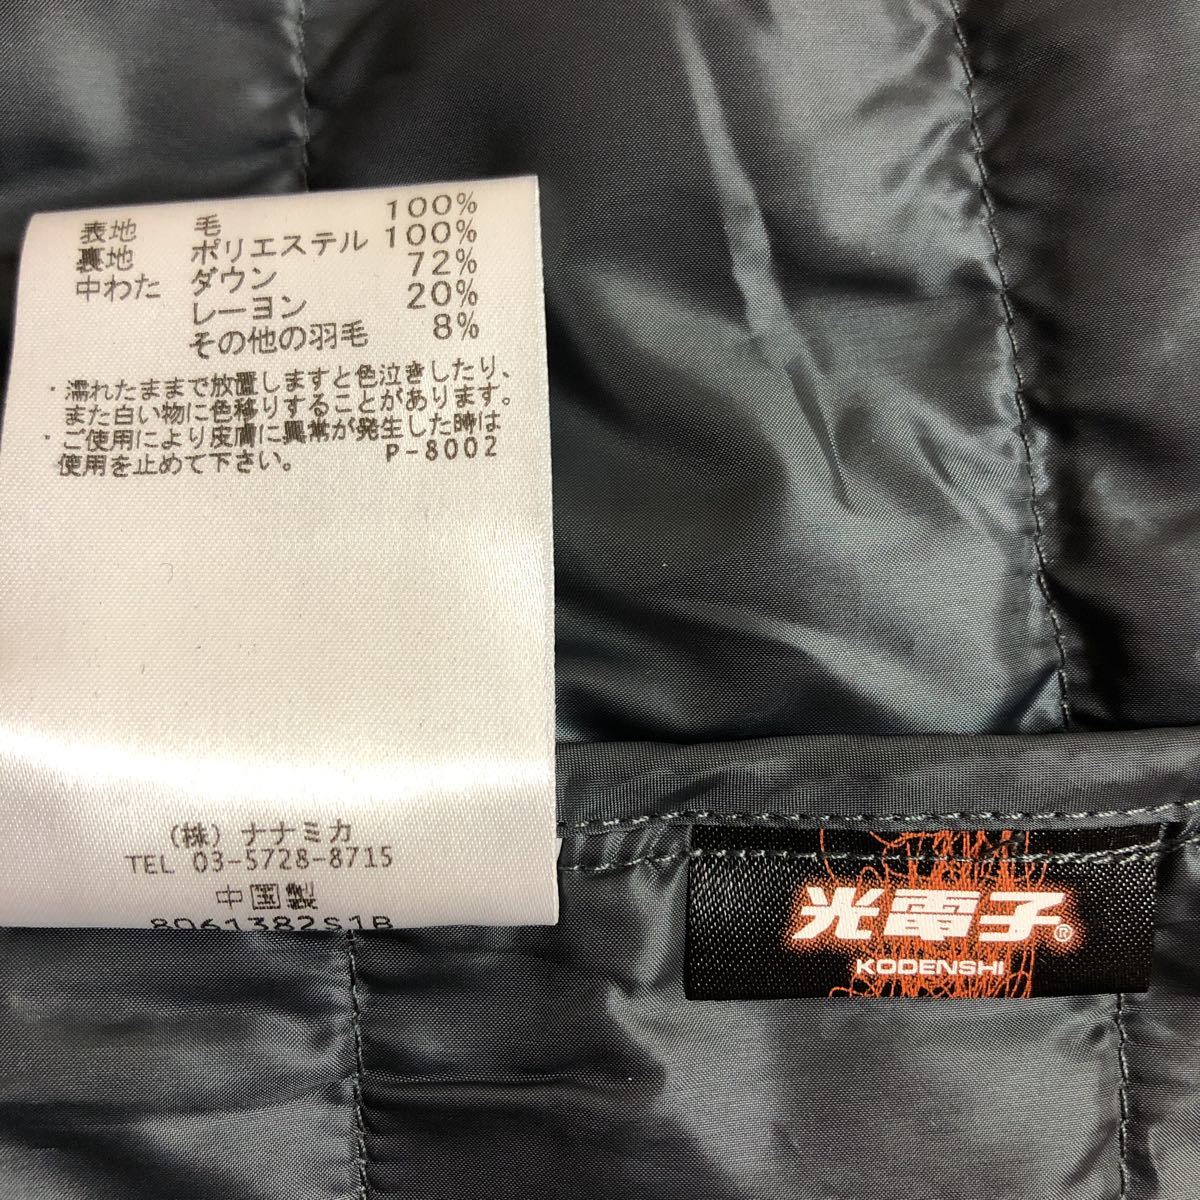 表地 毛 100%
裏地 ポリエステル 100%
中わた ダウン 72%
レーヨン 20%
その他の羽毛 8%
・濡れたままで放置しますと色泣きしたり、
また白い物に色移りすることがあります。
・ご使用により皮膚に異常が発生した時は
使用を止めて下さい。 P-8002
(株) ナナミカ
TEL 03-5728-8715
中国製
8061382S1B
光電子®
KODENSHI